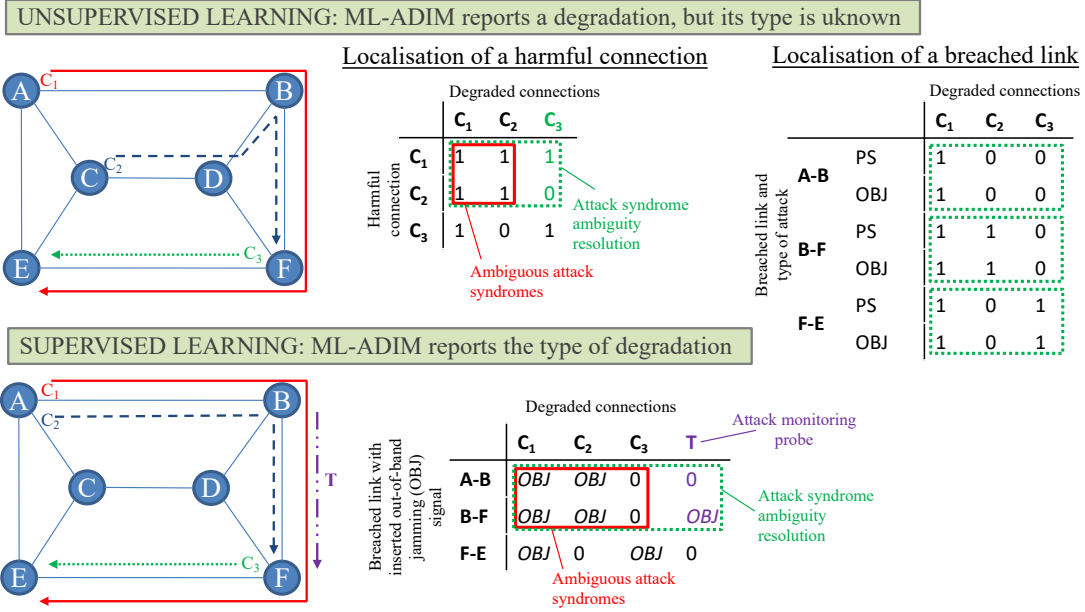 UNSUPERVISED LEARNING: ML-ADIM reports a degradation, but its type is uknown
Localisation of a harmful connection
Localisation of a breached link
A
C1
B
C2
C
D
E
C3
F
Degraded connections
C1 C2 C3
Harmful
connection
C1 1 1 1
C2 1 1 0
C3 1 0 1
Attack syndrome
ambiguity
resolution
Ambiguous attack
syndromes
Degraded connections
C1 C2 C3
Breached link and
type of attack
A-B
PS 1 0 0
OBJ 1 0 0
B-F
PS 1 1 0
OBJ 1 1 0
F-E
PS 1 0 1
OBJ 1 0 1
SUPERVISED LEARNING: ML-ADIM reports the type of degradation
A
C1
C2
B
C
D
T
E
C3
F
Degraded connections
Attack monitoring
probe
C1 C2 C3 T
Breached link with
inserted out-of-band
jamming (OBJ)
signal
A-B OBJ OBJ 0 0
B-F OBJ OBJ 0 OBJ
F-E OBJ 0 OBJ 0
Attack syndrome
ambiguity
resolution
Ambiguous attack
syndromes